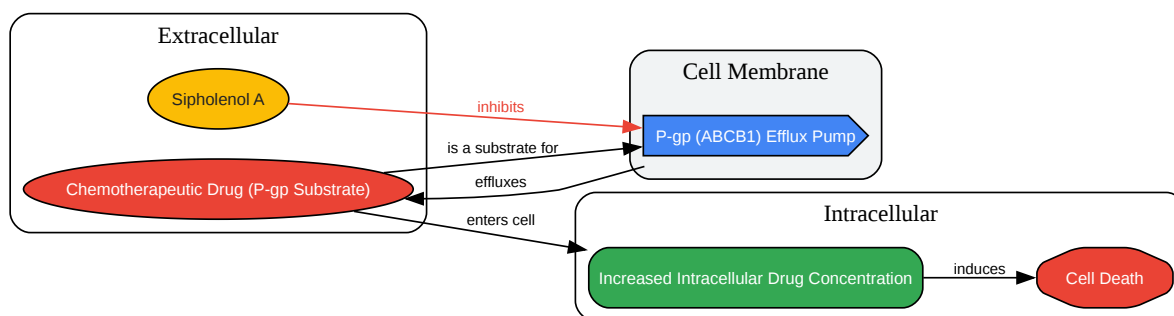 Extracellular
Sipholenol A
inhibits
Cell Membrane
P-gp (ABCB1) Efflux Pump
is a substrate for
Chemotherapeutic Drug (P-gp Substrate)
effluxes
enters cell
Intracellular
Increased Intracellular Drug Concentration
induces
Cell Death